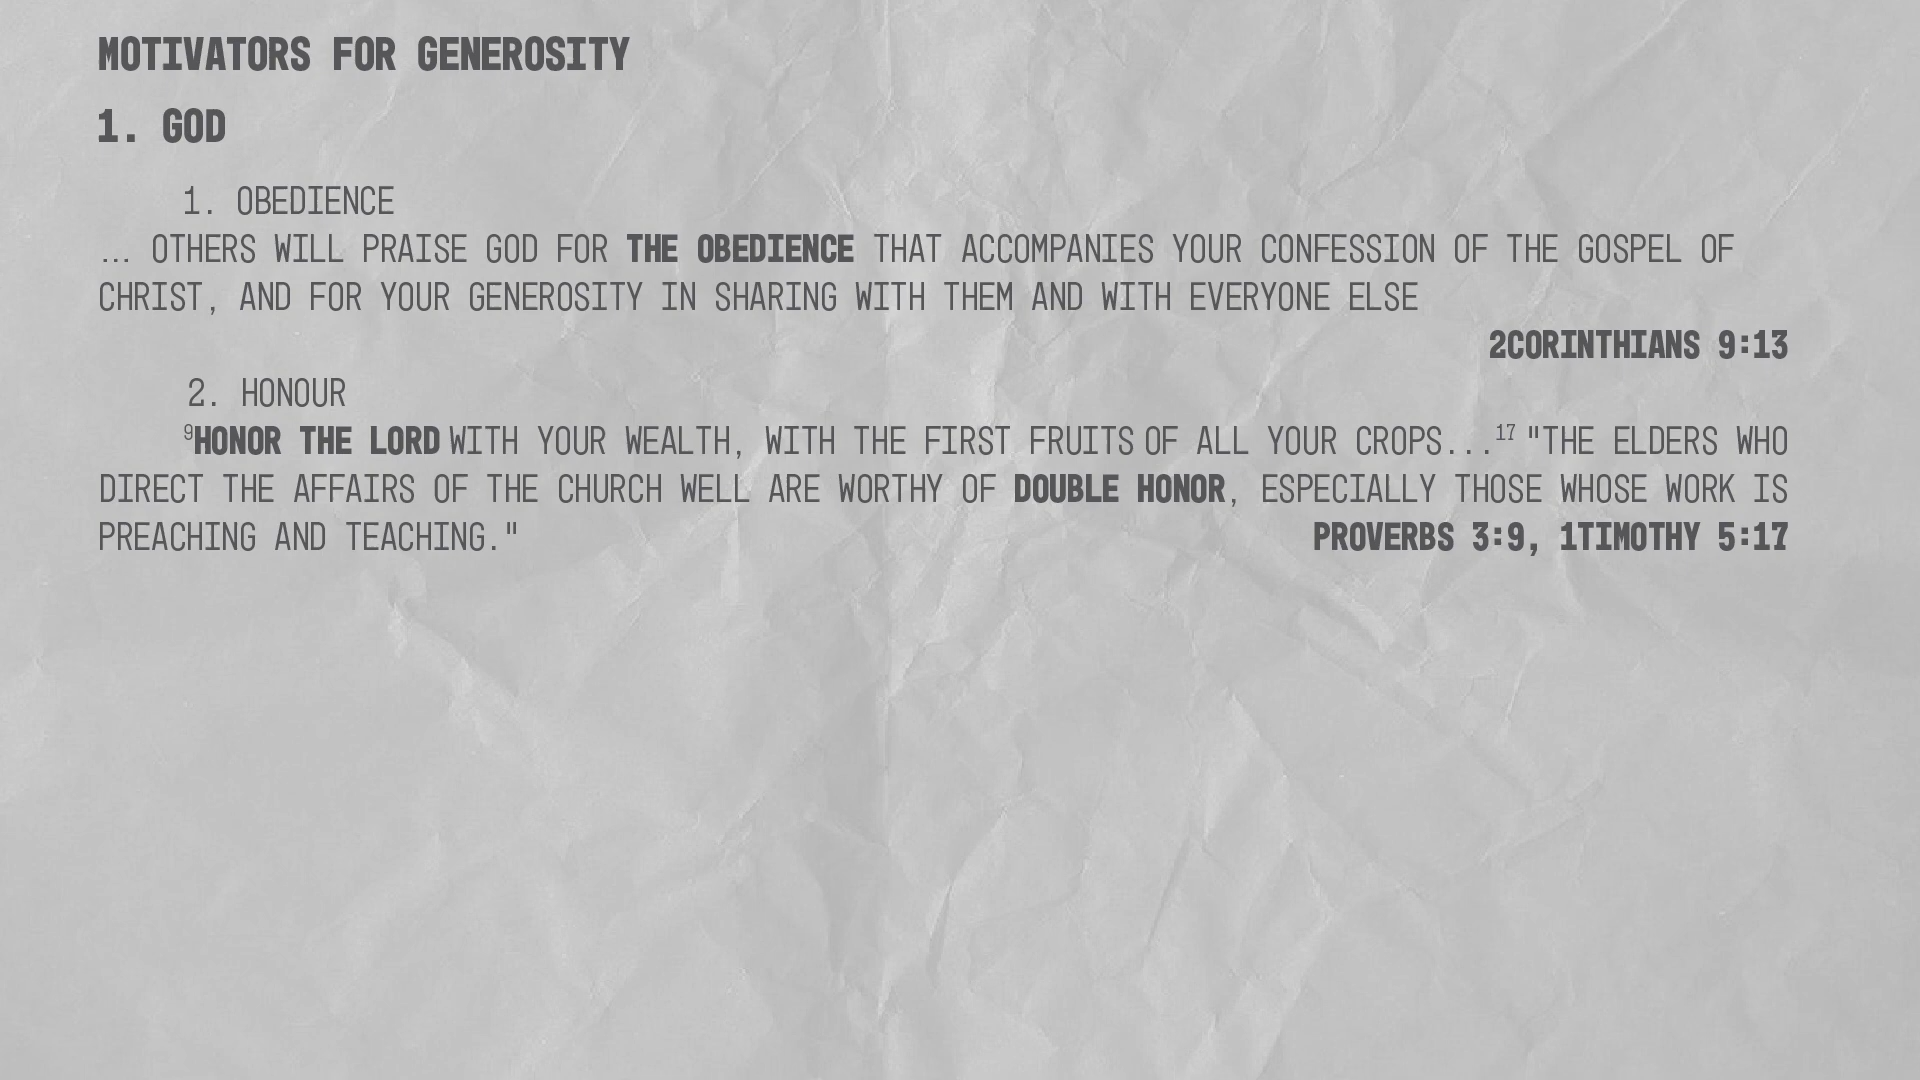 MOTIVATORS FOR GENEROSITY
1. GOD
1. OBEDIENCE
... OTHERS WILL PRAISE GOD FOR THE OBEDIENCE THAT ACCOMPANIES YOUR CONFESSION OF THE GOSPEL OF
CHRIST, AND FOR YOUR GENEROSITY IN SHARING WITH THEM AND WITH EVERYONE ELSE
2CORINTHIANS 9:13
2. HONOUR
9HONOR THE LORD WITH YOUR WEALTH, WITH THE FIRST FRUITS OF ALL YOUR CROPS...17 "THE ELDERS WHO
DIRECT THE AFFAIRS OF THE CHURCH WELL ARE WORTHY OF DOUBLE HONOR, ESPECIALLY THOSE WHOSE WORK IS
PREACHING AND TEACHING." PROVERBS 3:9, 1TIMOTHY 5:17